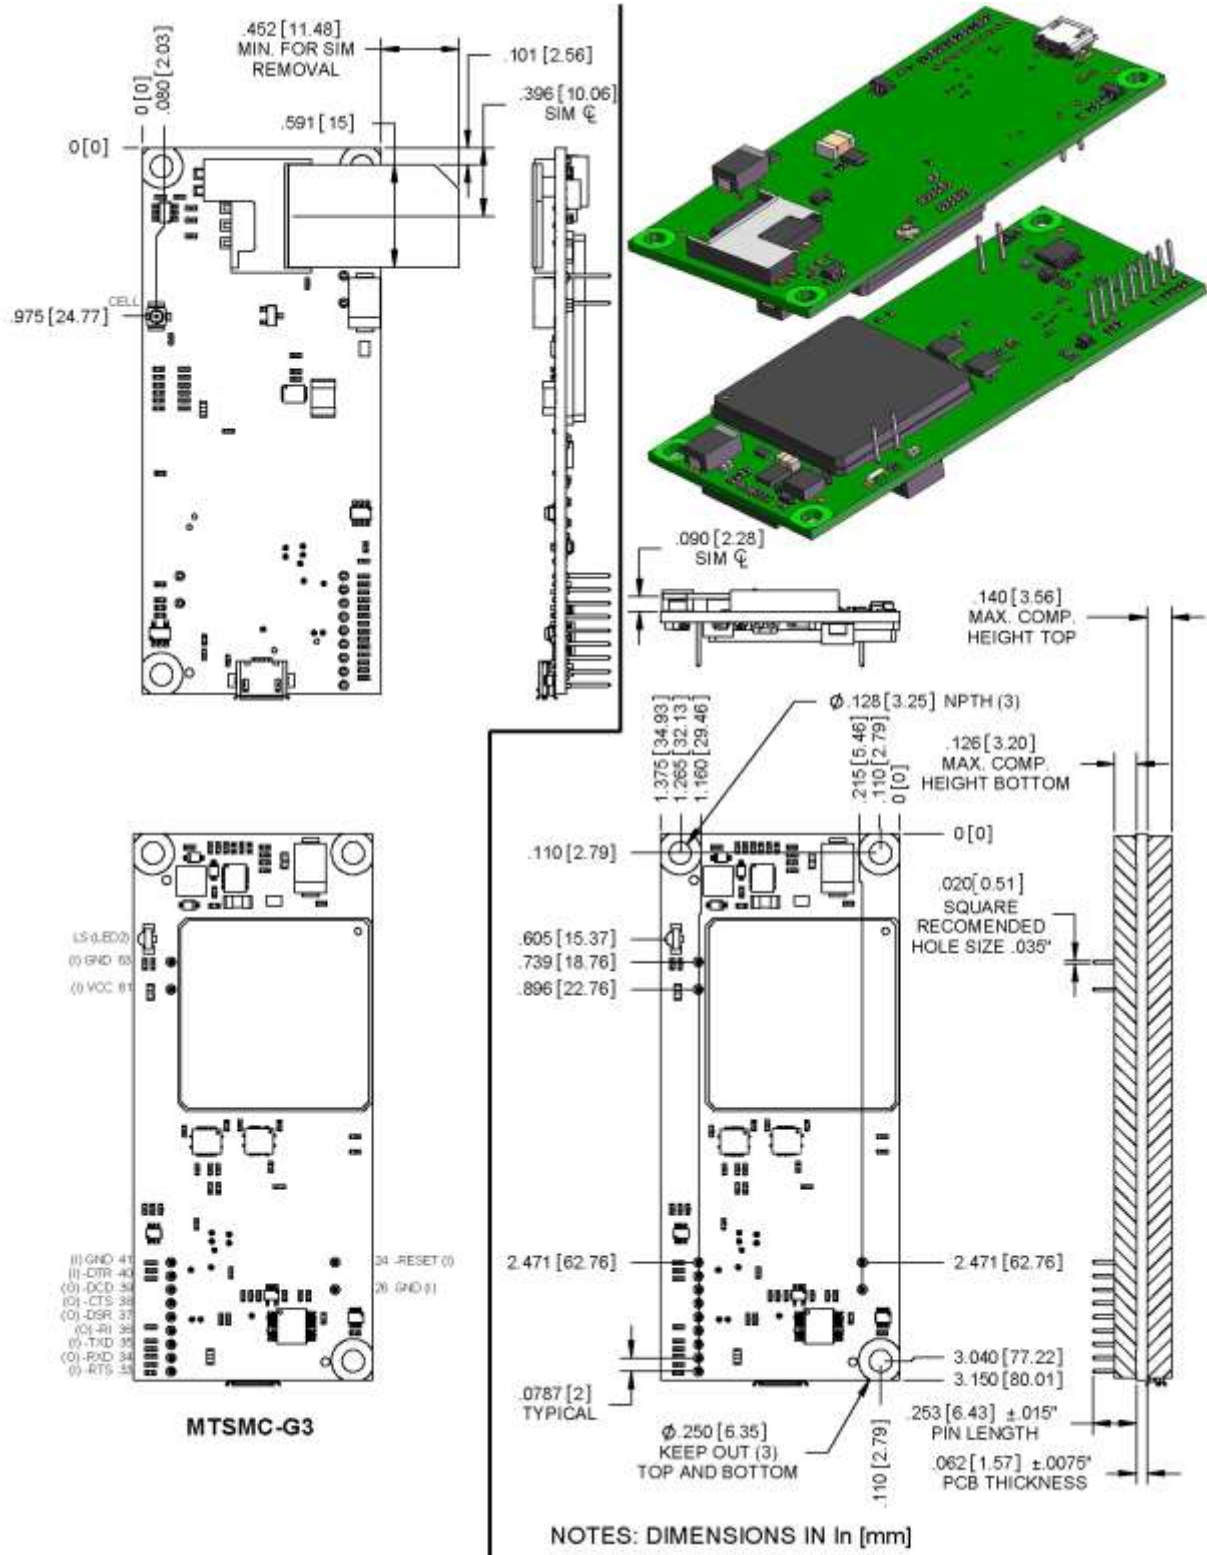 .452 [11.48]
MIN. FOR SIM
REMOVAL
.101 [2.56]
.396 [10.06]
SIM ℄
0 [0]
.080 [2.03]
.591 [15]
0 [0]
CELL
.975 [24.77]
.090 [2.28]
SIM ℄
.140 [3.56]
MAX. COMP.
HEIGHT TOP
Ø .128 [3.25] NPTH (3)
.126 [3.20]
MAX. COMP.
HEIGHT BOTTOM
1.375 [34.93]
1.265 [32.13]
1.160 [29.46]
.215 [5.46]
.110 [2.79]
0 [0]
0 [0]
.110 [2.79]
.020 [0.51]
SQUARE
RECOMENDED
HOLE SIZE .035"
LS (LED2)
(I) GND 63
(I) VCC 61
.605 [15.37]
.739 [18.76]
.896 [22.76]
(I) GND 41
(I) -DTR 40
(O) -DCD 39
(O) -CTS 38
(O) -DSR 37
(O) -RI 36
(I) -TXD 35
(O) -RXD 34
(I) -RTS 33
24 -RESET (I)
26 GND (I)
2.471 [62.76]
2.471 [62.76]
3.040 [77.22]
3.150 [80.01]
.0787 [2]
TYPICAL
MTSMC-G3
Ø .250 [6.35]
KEEP OUT (3)
TOP AND BOTTOM
.110 [2.79]
.253 [6.43] ±.015"
PIN LENGTH
.062 [1.57] ±.0075"
PCB THICKNESS
NOTES: DIMENSIONS IN In [mm]